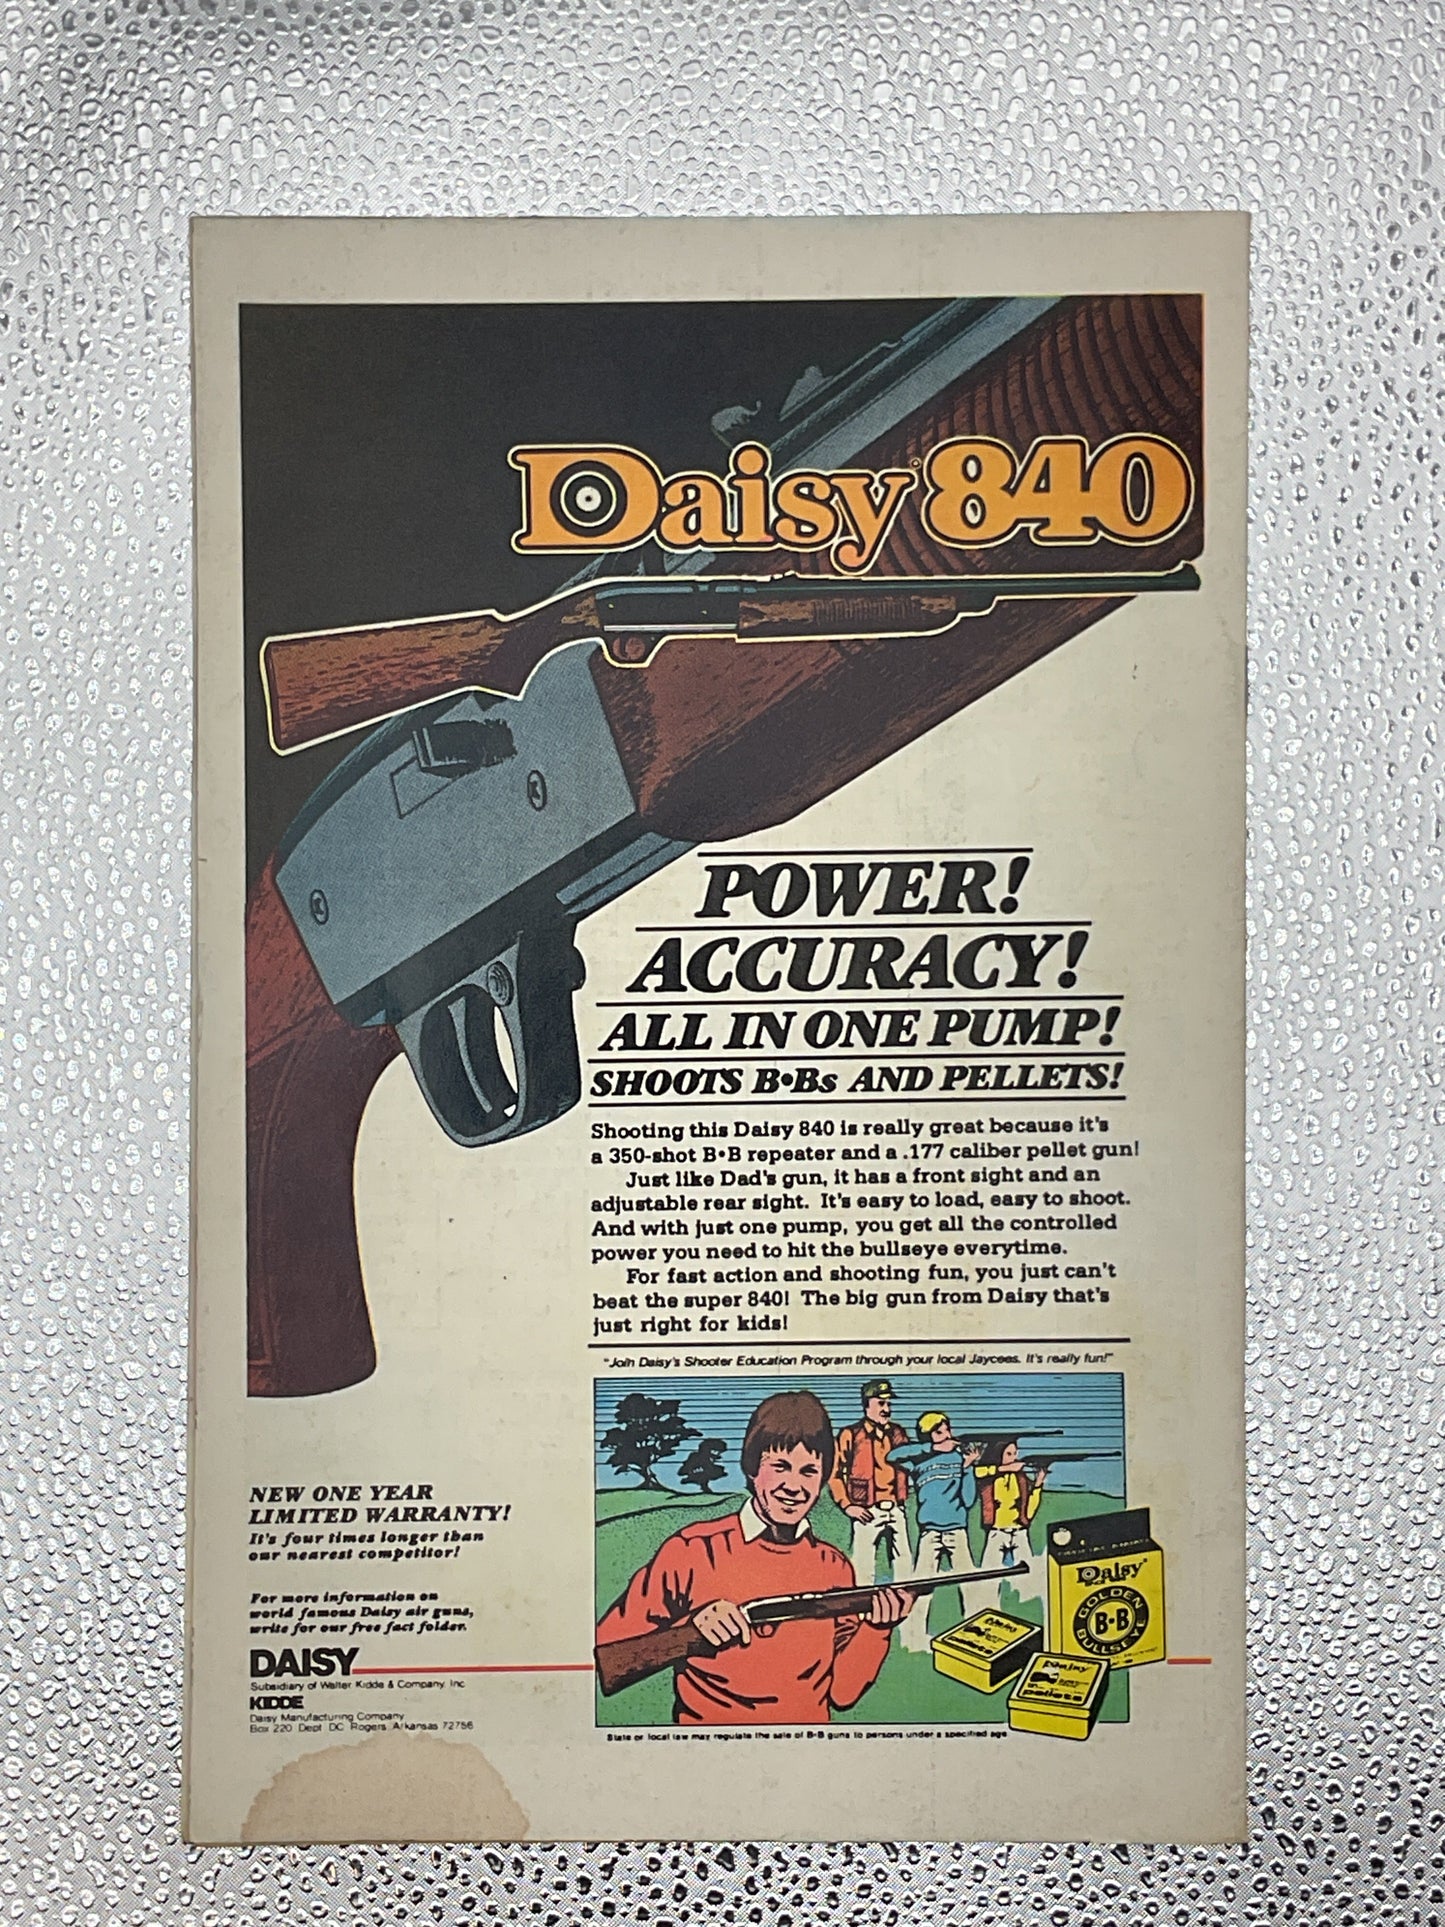 Daisy® 840
POWER!
ACCURACY!
ALL IN ONE PUMP!
SHOOTS B•Bs AND PELLETS!
Shooting this Daisy 840 is really great because it's
a 350-shot B•B repeater and a .177 caliber pellet gun!
Just like Dad's gun, it has a front sight and an
adjustable rear sight. It's easy to load, easy to shoot.
And with just one pump, you get all the controlled
power you need to hit the bullseye everytime.
For fast action and shooting fun, you just can't
beat the super 840! The big gun from Daisy that's
just right for kids!
"Join Daisy's Shooter Education Program through your local Jaycees. It's really fun!"
NEW ONE YEAR
LIMITED WARRANTY!
It's four times longer than
our nearest competitor!
For more information on
world famous Daisy air guns,
write for our free fact folder.
DAISY
Subsidiary of Walter Kidde & Company, Inc.
KIDDE
Daisy Manufacturing Company
Box 220 Dept DC Rogers, Arkansas 72756
Daisy®
GOLDEN
B•B
BULLSEYE
pellets
Daisy
pellets
State or local law may regulate the sale of B-B guns to persons under a specified age